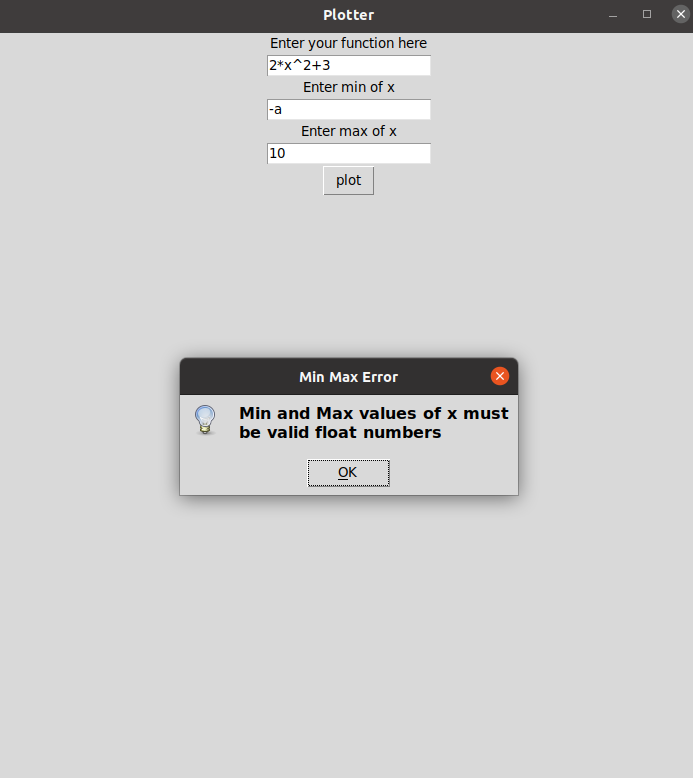 Plotter
Enter your function here
2*x^2+3
Enter min of x
-a
Enter max of x
10
plot
Min Max Error
Min and Max values of x must
be valid float numbers
OK